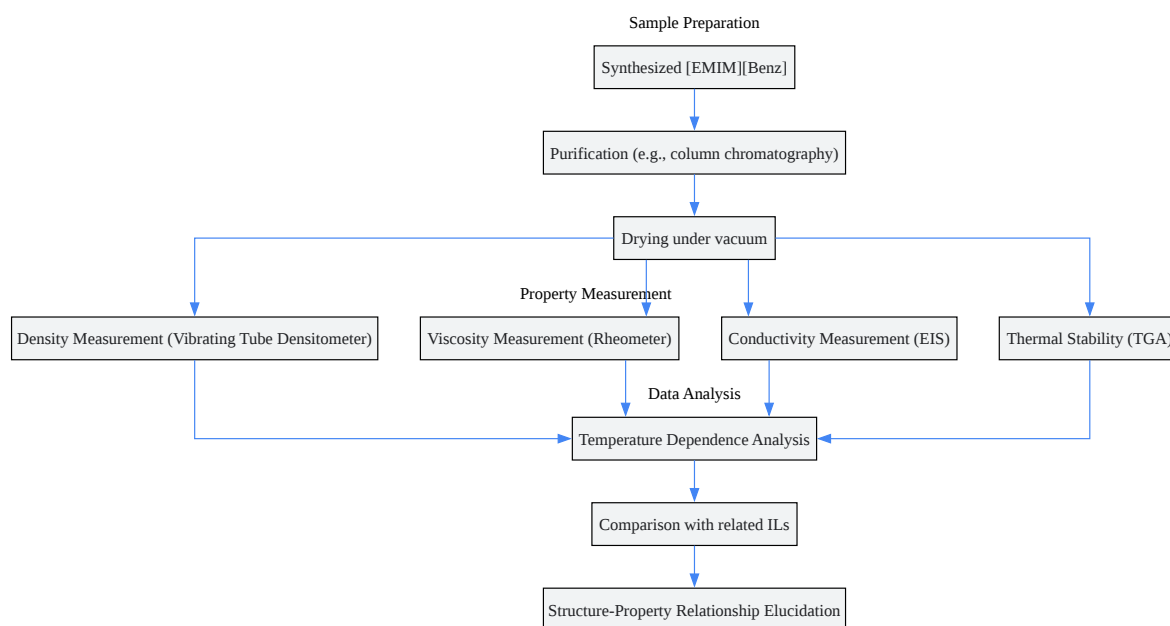 Sample Preparation
Synthesized [EMIM][Benz]
Purification (e.g., column chromatography)
Drying under vacuum
Property Measurement
Density Measurement (Vibrating Tube Densitometer)
Viscosity Measurement (Rheometer)
Conductivity Measurement (EIS)
Thermal Stability (TGA)
Data Analysis
Temperature Dependence Analysis
Comparison with related ILs
Structure-Property Relationship Elucidation